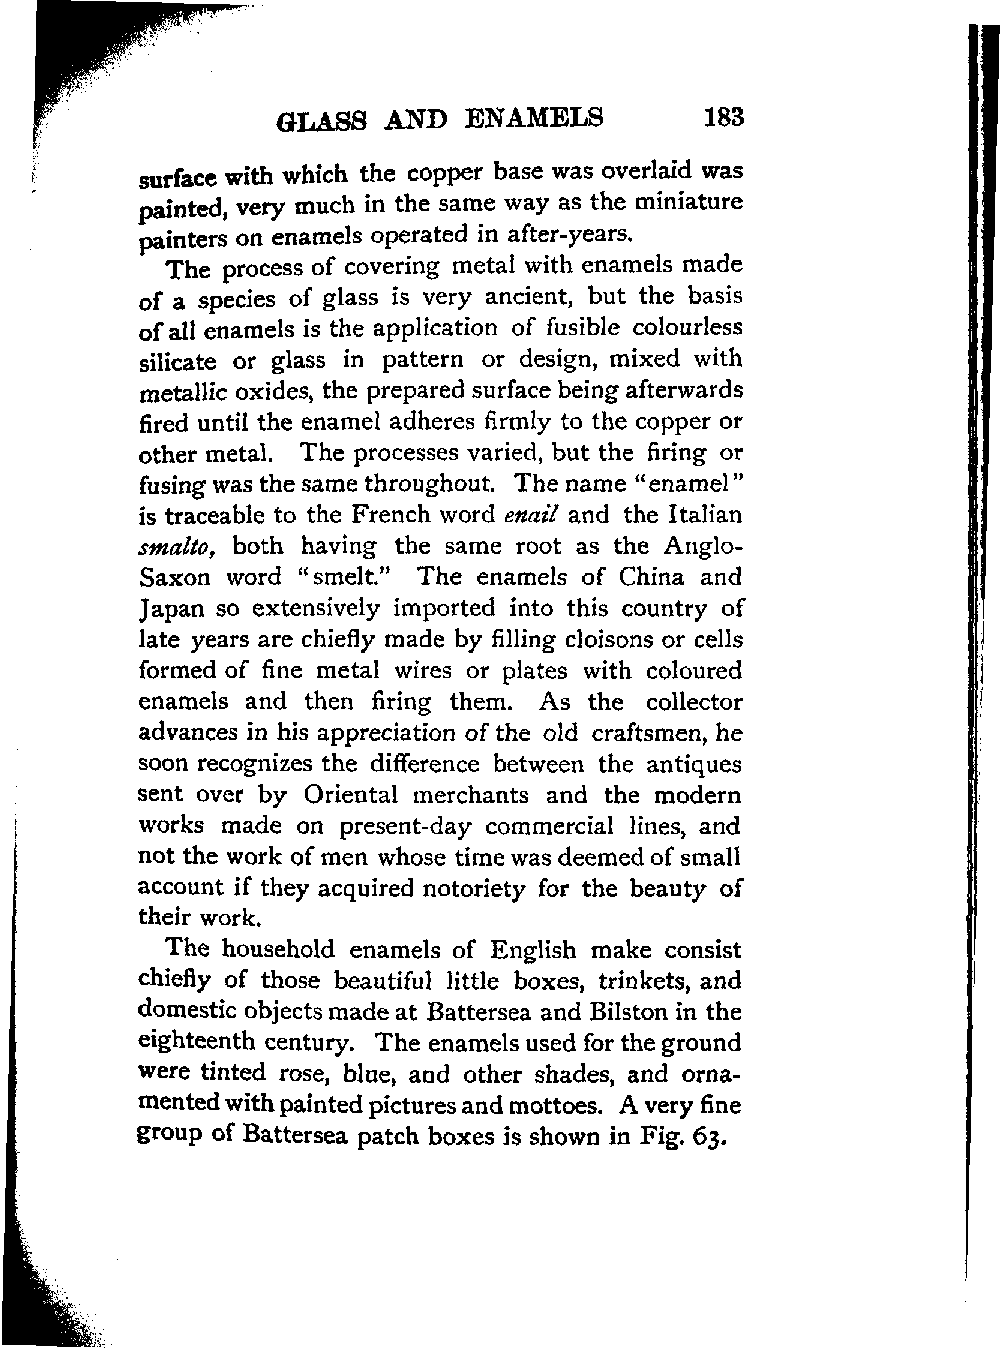 GLASS AND ENAMELS 183
surface with which the copper base was overlaid was
painted, very much in the same way as the miniature
painters on enamels operated in after-years.
The process of covering metal with enamels made
of a species of glass is very ancient, but the basis
of all enamels is the application of fusible colourless
silicate or glass in pattern or design, mixed with
metallic oxides, the prepared surface being afterwards
fired until the enamel adheres firmly to the copper or
other metal. The processes varied, but the firing or
fusing was the same throughout. The name "enamel"
is traceable to the French word enail and the Italian
smalto, both having the same root as the Anglo-
Saxon word "smelt." The enamels of China and
Japan so extensively imported into this country of
late years are chiefly made by filling cloisons or cells
formed of fine metal wires or plates with coloured
enamels and then firing them. As the collector
advances in his appreciation of the old craftsmen, he
soon recognizes the difference between the antiques
sent over by Oriental merchants and the modern
works made on present-day commercial lines, and
not the work of men whose time was deemed of small
account if they acquired notoriety for the beauty of
their work.
The household enamels of English make consist
chiefly of those beautiful little boxes, trinkets, and
domestic objects made at Battersea and Bilston in the
eighteenth century. The enamels used for the ground
were tinted rose, blue, and other shades, and orna-
mented with painted pictures and mottoes. A very fine
group of Battersea patch boxes is shown in Fig. 63.